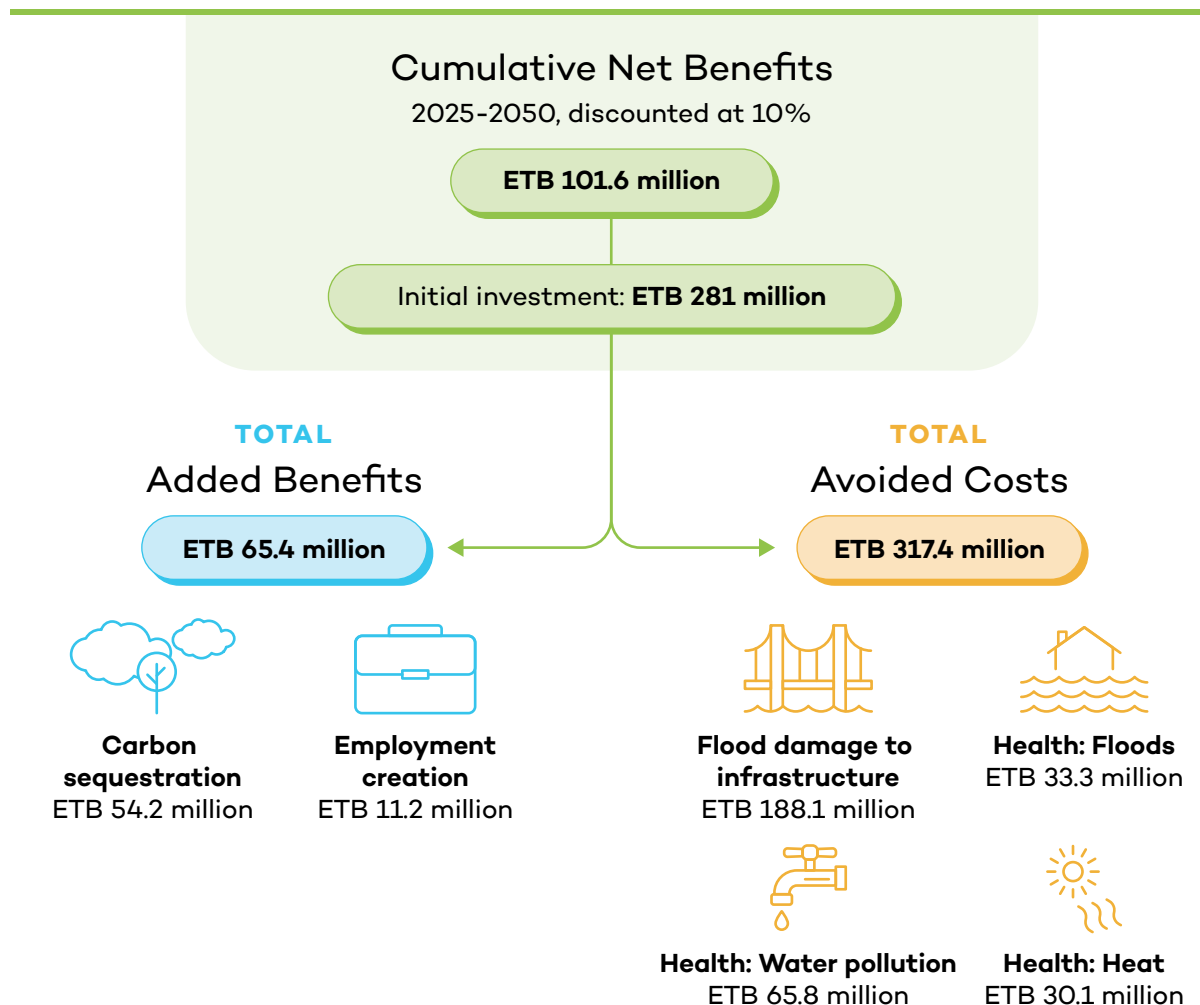 Cumulative Net Benefits
2025-2050, discounted at 10%
ETB 101.6 million
Initial investment: ETB 281 million
TOTAL
Added Benefits
ETB 65.4 million
Carbon
sequestration
ETB 54.2 million
Employment
creation
ETB 11.2 million
TOTAL
Avoided Costs
ETB 317.4 million
Flood damage to
infrastructure
ETB 188.1 million
Health: Floods
ETB 33.3 million
Health: Water pollution
ETB 65.8 million
Health: Heat
ETB 30.1 million